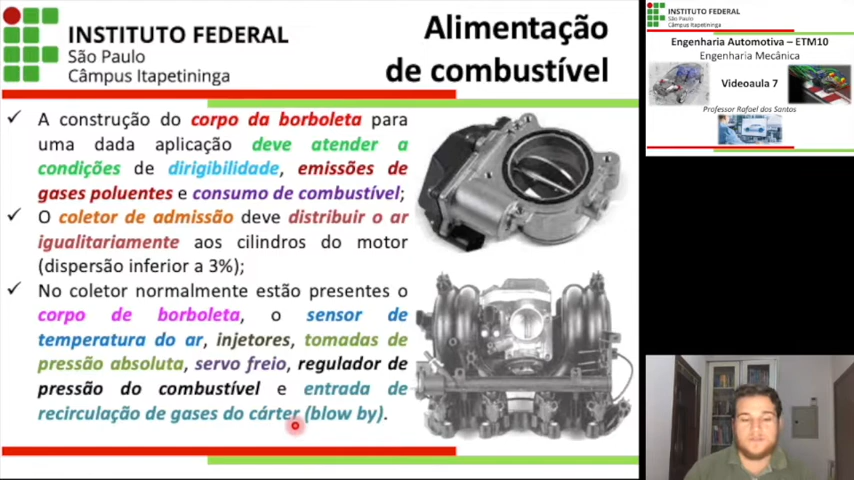 INSTITUTO FEDERAL
São Paulo
Câmpus Itapetininga
Alimentação
de combustível
✓ A construção do corpo da borboleta para
uma dada aplicação deve atender a
condições de dirigibilidade, emissões de
gases poluentes e consumo de combustível;
✓ O coletor de admissão deve distribuir o ar
igualitariamente aos cilindros do motor
(dispersão inferior a 3%);
✓ No coletor normalmente estão presentes o
corpo de borboleta, o sensor de
temperatura do ar, injetores, tomadas de
pressão absoluta, servo freio, regulador de
pressão do combustível e entrada de
recirculação de gases do cárter (blow by).
INSTITUTO FEDERAL
São Paulo
Câmpus Itapetininga
Engenharia Automotiva – ETM10
Engenharia Mecânica
Videoaula 7
Professor Rafael dos Santos